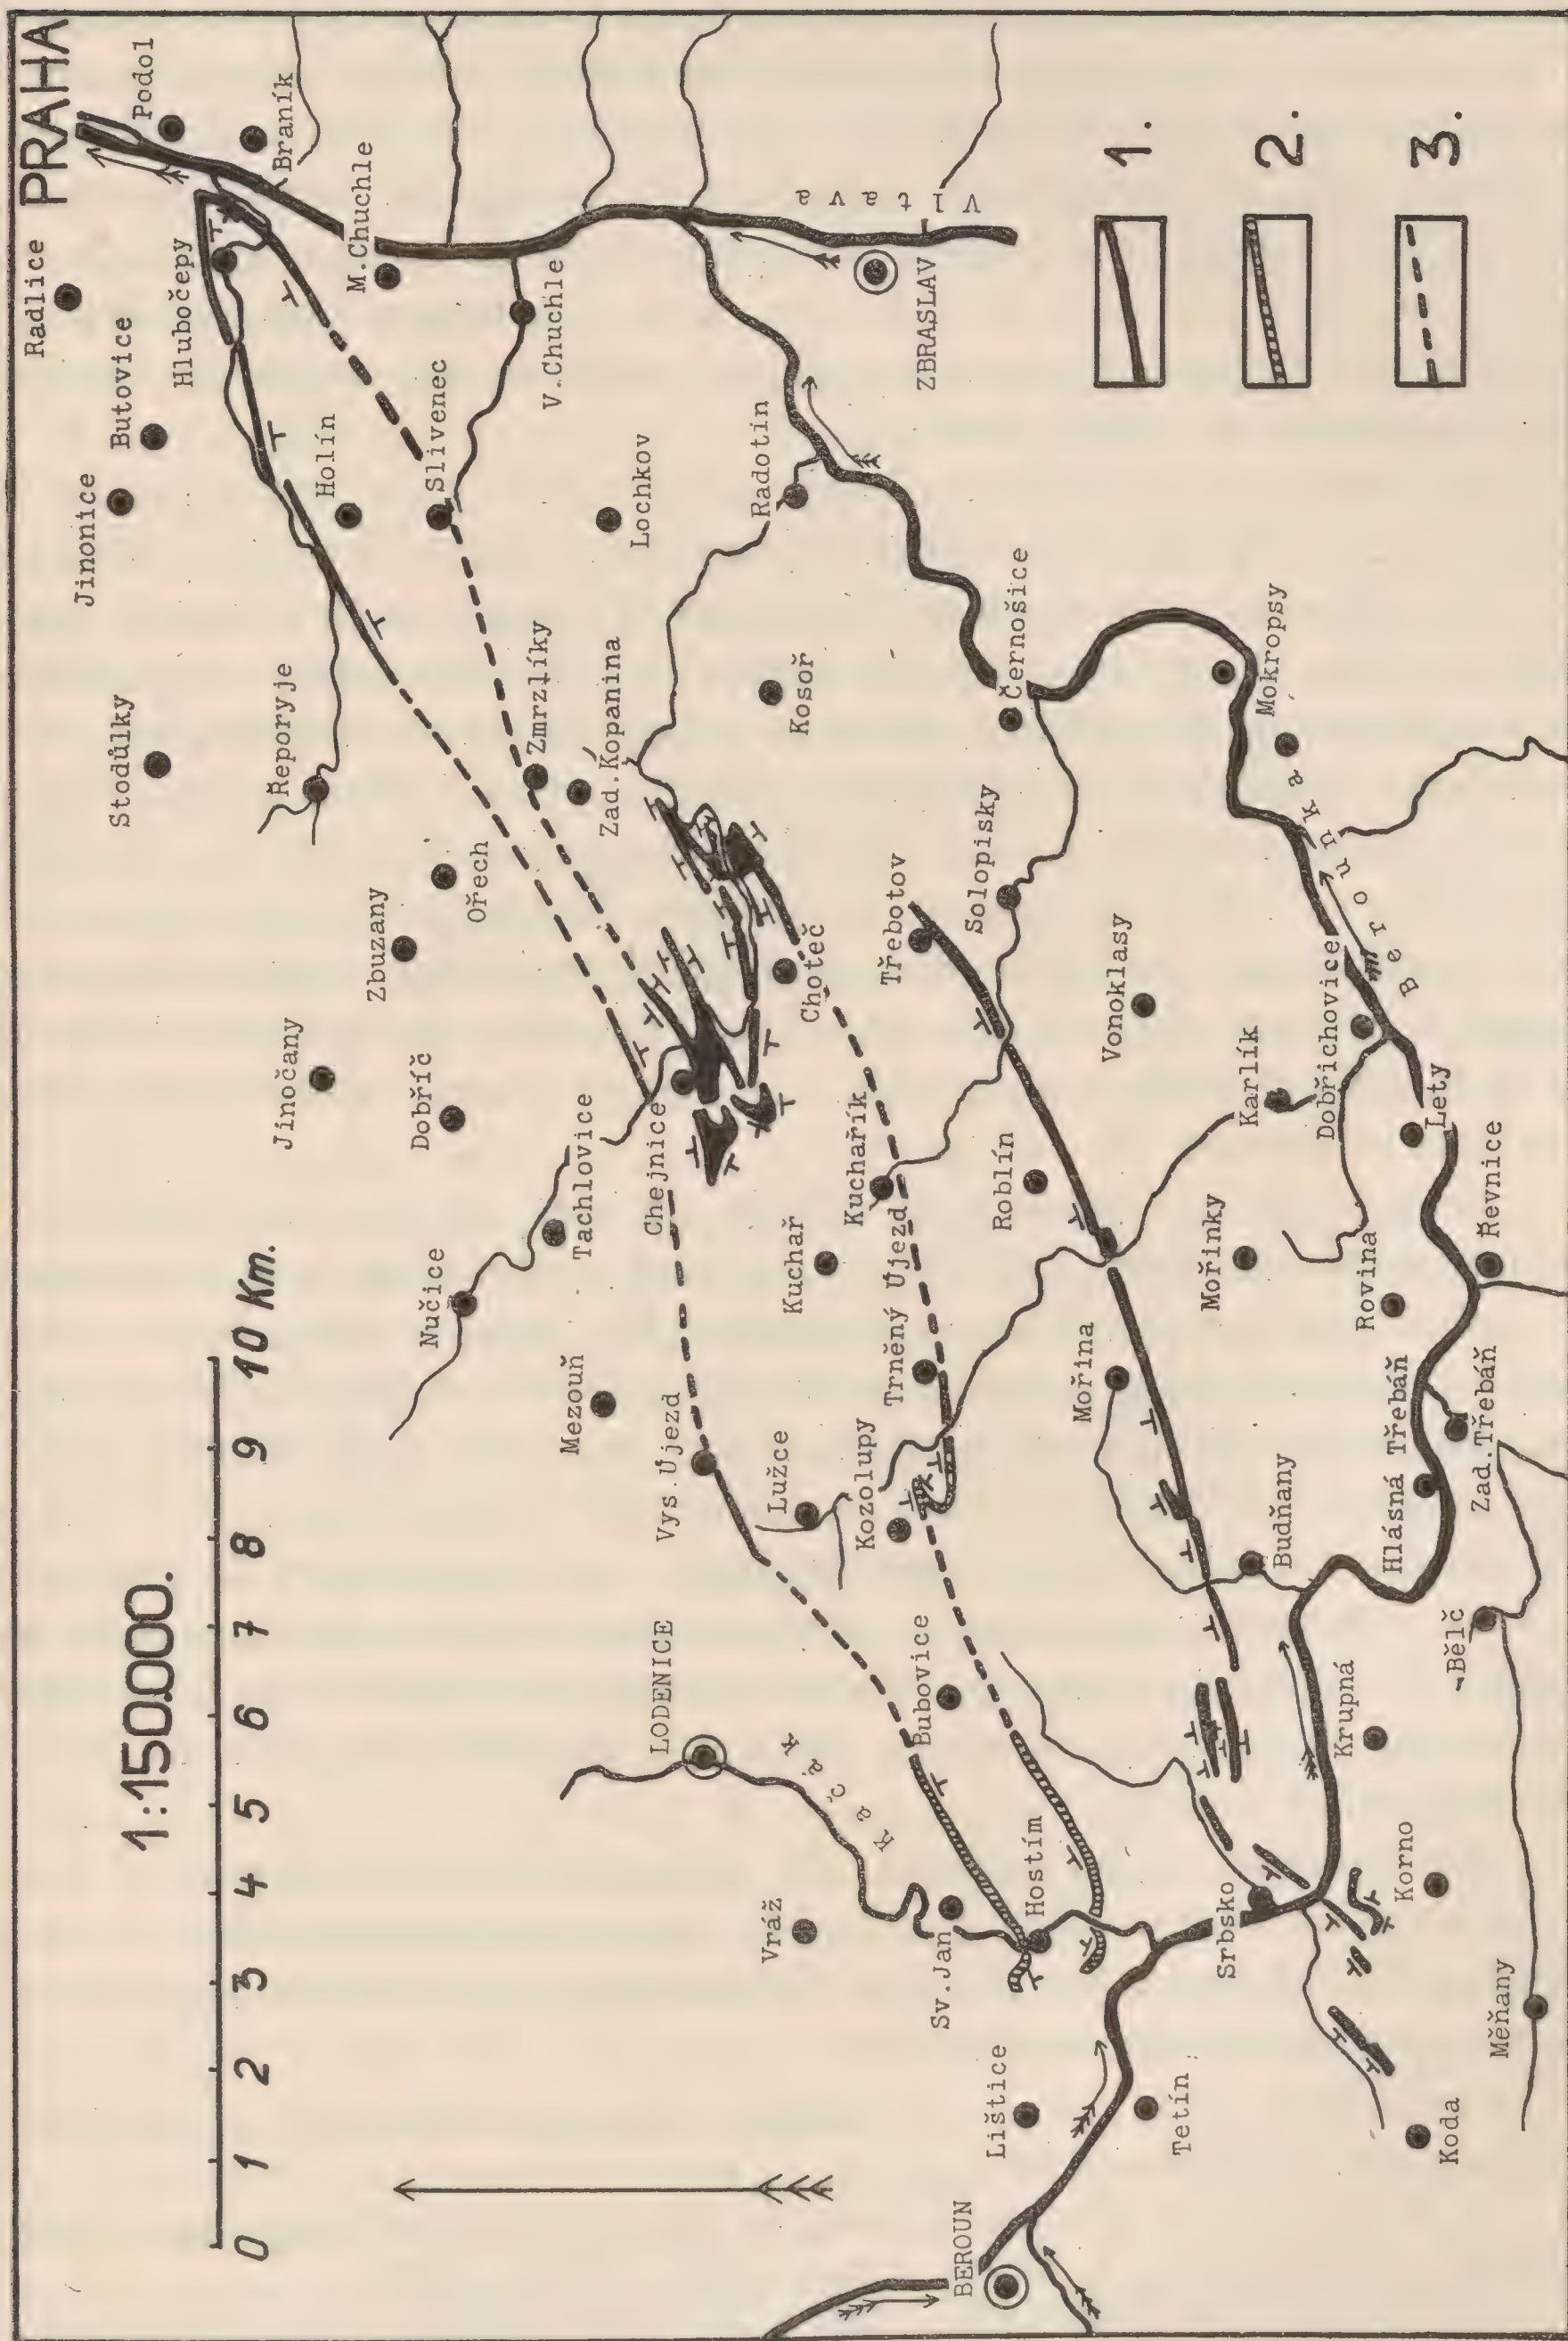 1:150.000.
0 1 2 3 4 5 6 7 8 9 10 Km.
PRAHA
Radlice
Podol
Butovice
Jinonice
Stodůlky
Hlubočepy
Braník
Holín
M.Chuchle
Řeporyje
Slivenec
V.Chuchle
Zbuzany
Ořech
Jinočany
Dobříč
Zmrzlíky
Lochkov
Nučice
Tachlovice
Zad.Kopanina
Radotín
Vltava
Mezouň
Chejnice
Kosoř
ZBRASLAV
LODENICE
Vys.Újezd
Choteč
Vráž
Kačák
Lužce
Kuchař
Kuchařík
Třebotov
Černošice
Kozolupy
Trněný Újezd
Solopisky
Sv.Jan
Bubovice
Roblín
BEROUN
Lištice
Hostím
Mořina
Vonoklasy
Tetín
Srbsko
Budňany
Mořinky
Karlík
Mokropsy
Krupná
Hlásná Třebáň
Rovina
Dobřichovice
Berounka
Koda
Korno
Lety
Bělč
Zad.Třebáň
Řevnice
Měňany
1.
2.
3.